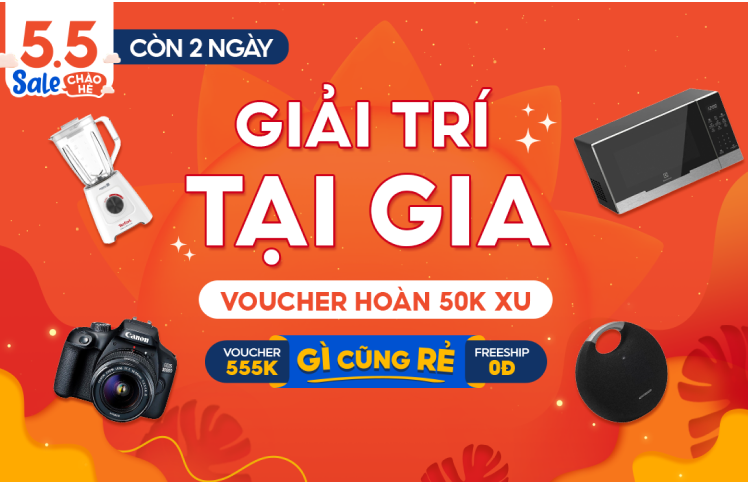 5.5
Sale CHÀO HÈ
CÒN 2 NGÀY
GIẢI TRÍ
TẠI GIA
VOUCHER HOÀN 50K XU
VOUCHER 555K
GÌ CŨNG RẺ
FREESHIP 0Đ
Tefal
Canon